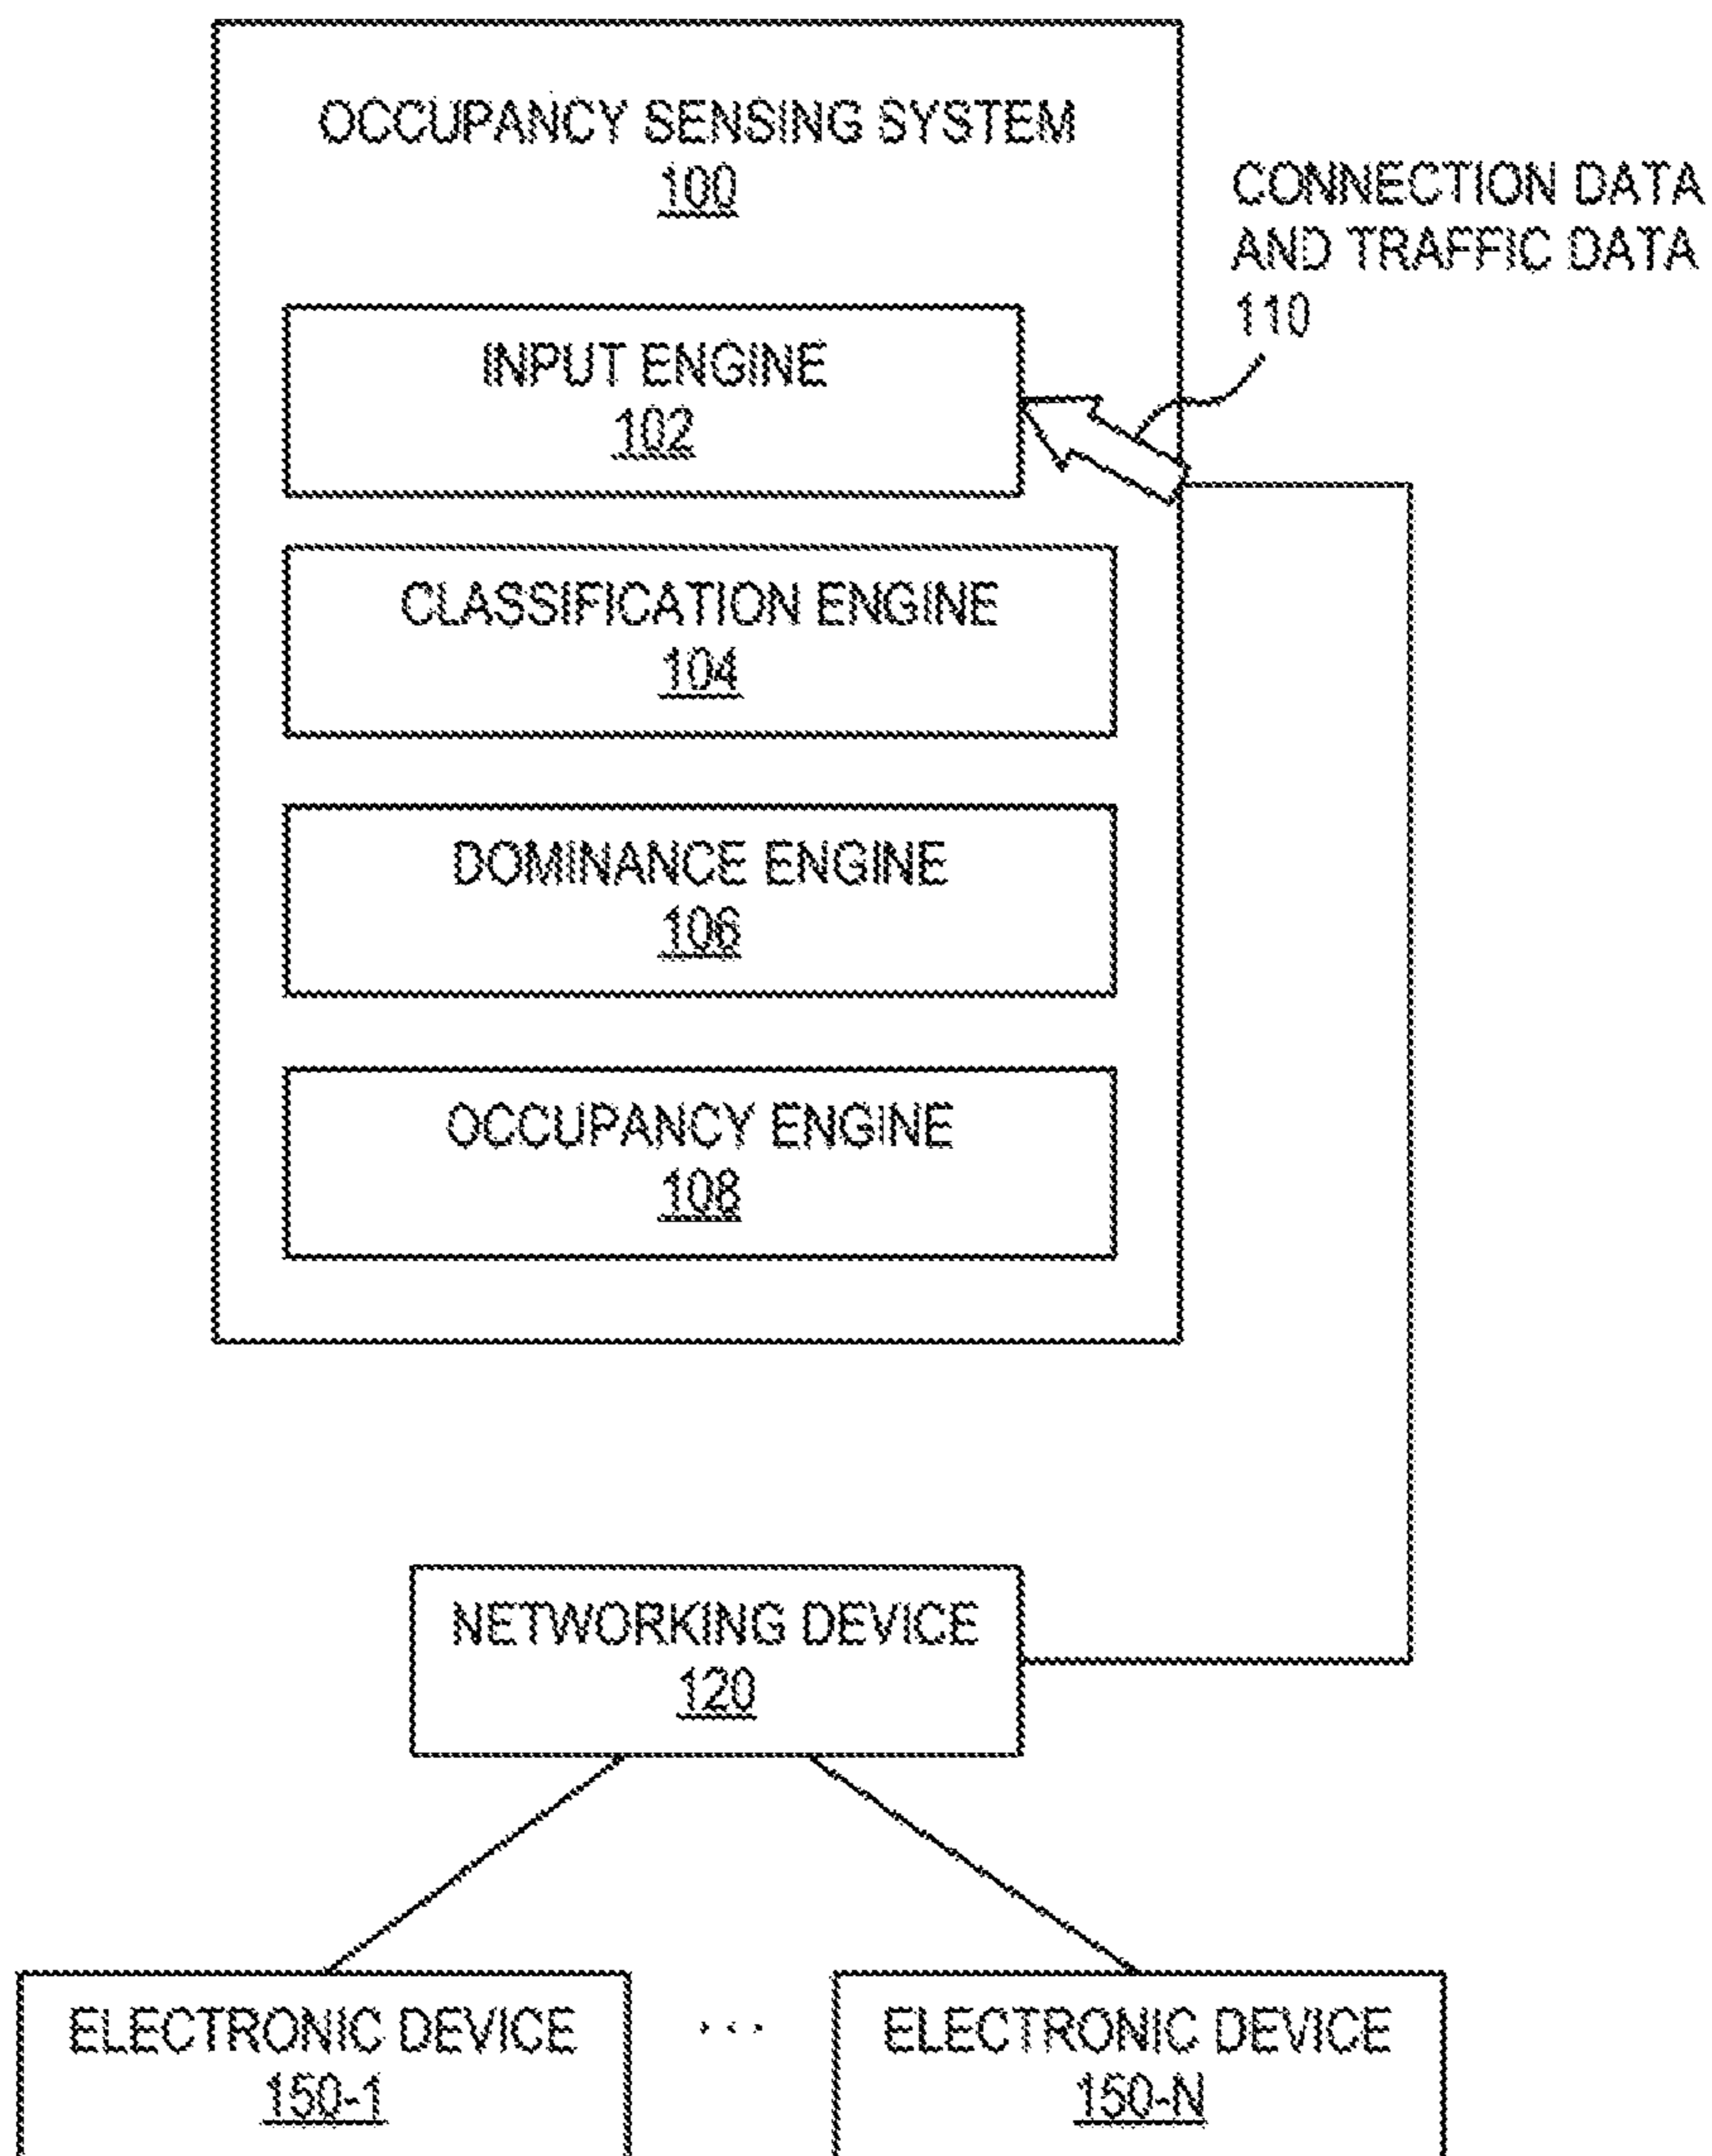 OCCUPANCY SENSING SYSTEM
100
CONNECTION DATA
AND TRAFFIC DATA
110
INPUT ENGINE
102
CLASSIFICATION ENGINE
104
DOMINANCE ENGINE
106
OCCUPANCY ENGINE
108
NETWORKING DEVICE
120
ELECTRONIC DEVICE
150-1
...
ELECTRONIC DEVICE
150-N